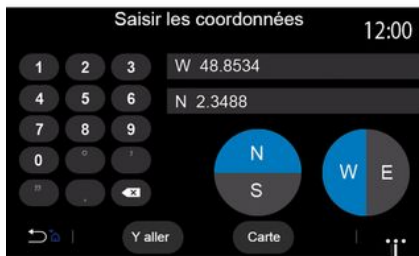 Saisir les coordonnées
12:00
1 2 3
W 48.8534
4 5 6
N 2.3488
7 8 9
0 ° '
" .
N
S
W E
Y aller
Carte